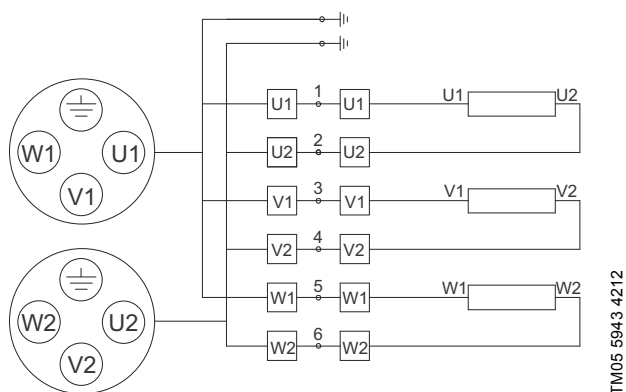 1
U1 U1 U1 U2
2
W1 U1 U2 U2
V1
3
V1 V1 V1 V2
4
V2 V2
5
W1 W1 W1 W2
W2 U2
6
V2 W2 W2
TM05 5943 4212